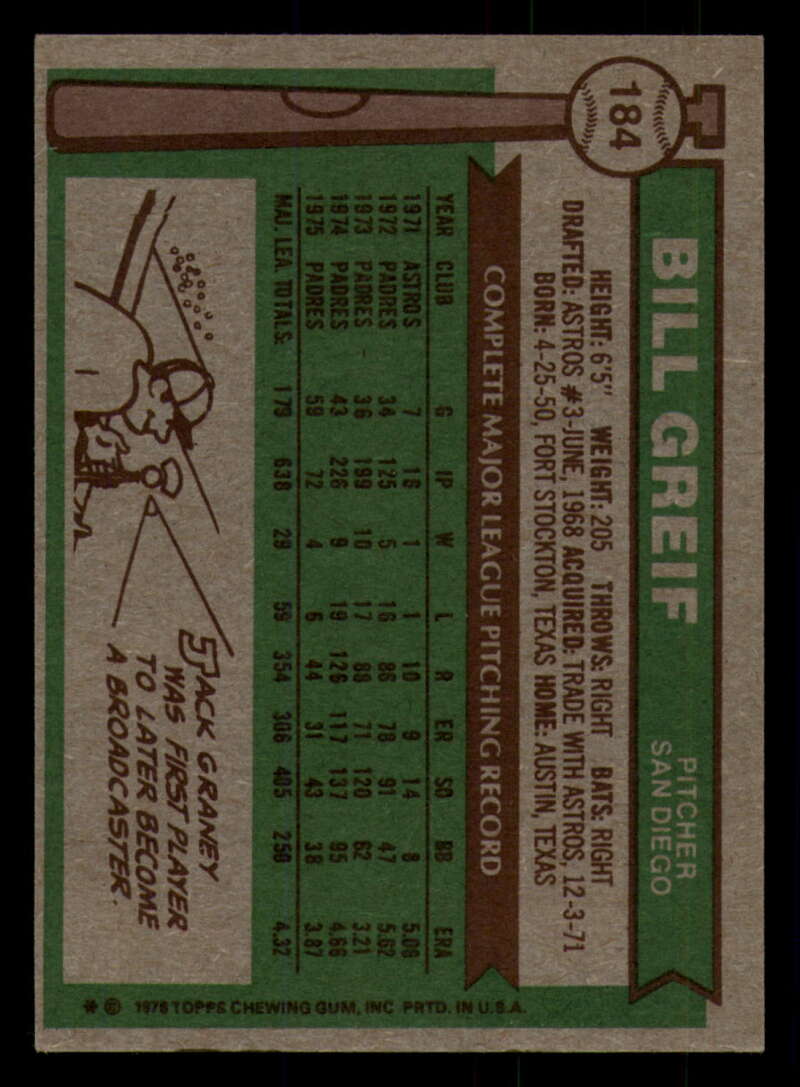 184
BILL GREIF
PITCHER
SAN DIEGO
HEIGHT: 6'5" WEIGHT: 205 THROWS: RIGHT BATS: RIGHT
DRAFTED: ASTROS #3-JUNE, 1968 ACQUIRED: TRADE WITH ASTROS, 12-3-71
BORN: 4-25-50, FORT STOCKTON, TEXAS HOME: AUSTIN, TEXAS
COMPLETE MAJOR LEAGUE PITCHING RECORD
YEAR CLUB G IP W L R ER SO BB ERA
1971 ASTROS 7 16 1 1 10 9 14 8 5.06
1972 PADRES 34 125 5 16 86 78 91 47 5.62
1973 PADRES 36 199 10 17 88 71 120 62 3.21
1974 PADRES 43 226 9 19 126 117 137 95 4.66
1975 PADRES 59 72 4 6 44 31 43 38 3.87
MAJ. LEA. TOTALS. 179 638 29 59 354 306 405 250 4.32
JACK GRANEY
WAS FIRST PLAYER
TO LATER BECOME
A BROADCASTER.
* © 1976 TOPPS CHEWING GUM, INC PRTD. IN U.S.A.